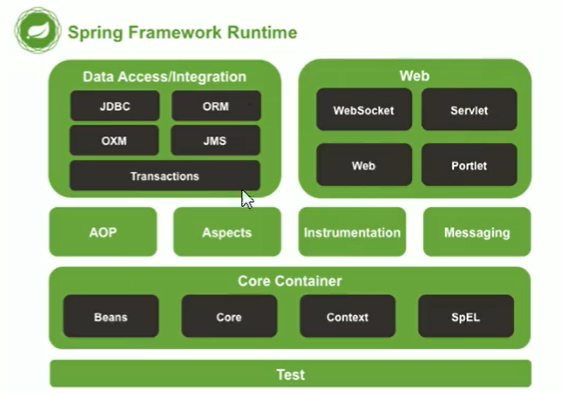 Spring Framework Runtime
Data Access/Integration
JDBC
ORM
OXM
JMS
Transactions
Web
WebSocket
Servlet
Web
Portlet
AOP
Aspects
Instrumentation
Messaging
Core Container
Beans
Core
Context
SpEL
Test